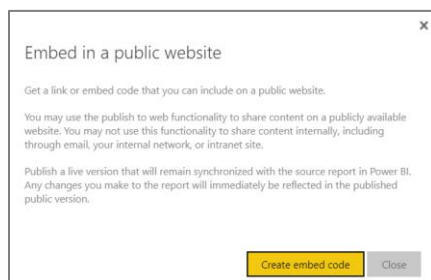 Embed in a public website
Get a link or embed code that you can include on a public website.
You may use the publish to web functionality to share content on a publicly available
website. You may not use this functionality to share content internally, including
through email, your internal network, or intranet site.
Publish a live version that will remain synchronized with the source report in Power BI.
Any changes you make to the report will immediately be reflected in the published
public version.
Create embed code Close